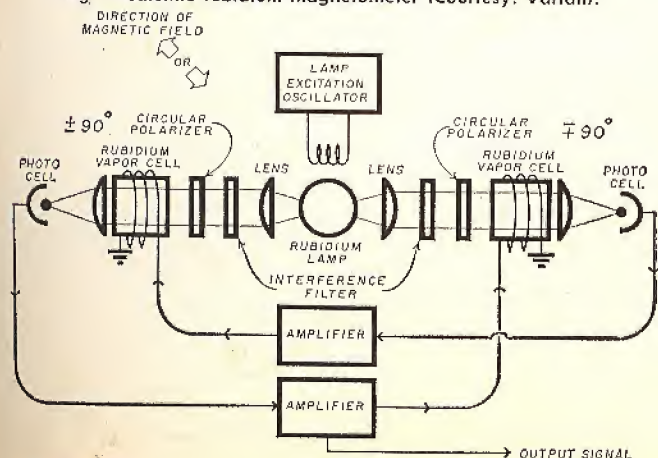 rubidium magnetometer (Courtesy: Varian).
DIRECTION OF
MAGNETIC FIELD
OR
LAMP
EXCITATION
OSCILLATOR
± 90°
CIRCULAR
POLARIZER
RUBIDIUM
VAPOR CELL
PHOTO
CELL
LENS
LENS
CIRCULAR
POLARIZER
∓ 90°
RUBIDIUM
VAPOR CELL
PHOTO
CELL
RUBIDIUM
LAMP
INTERFERENCE
FILTER
AMPLIFIER
AMPLIFIER
OUTPUT SIGNAL